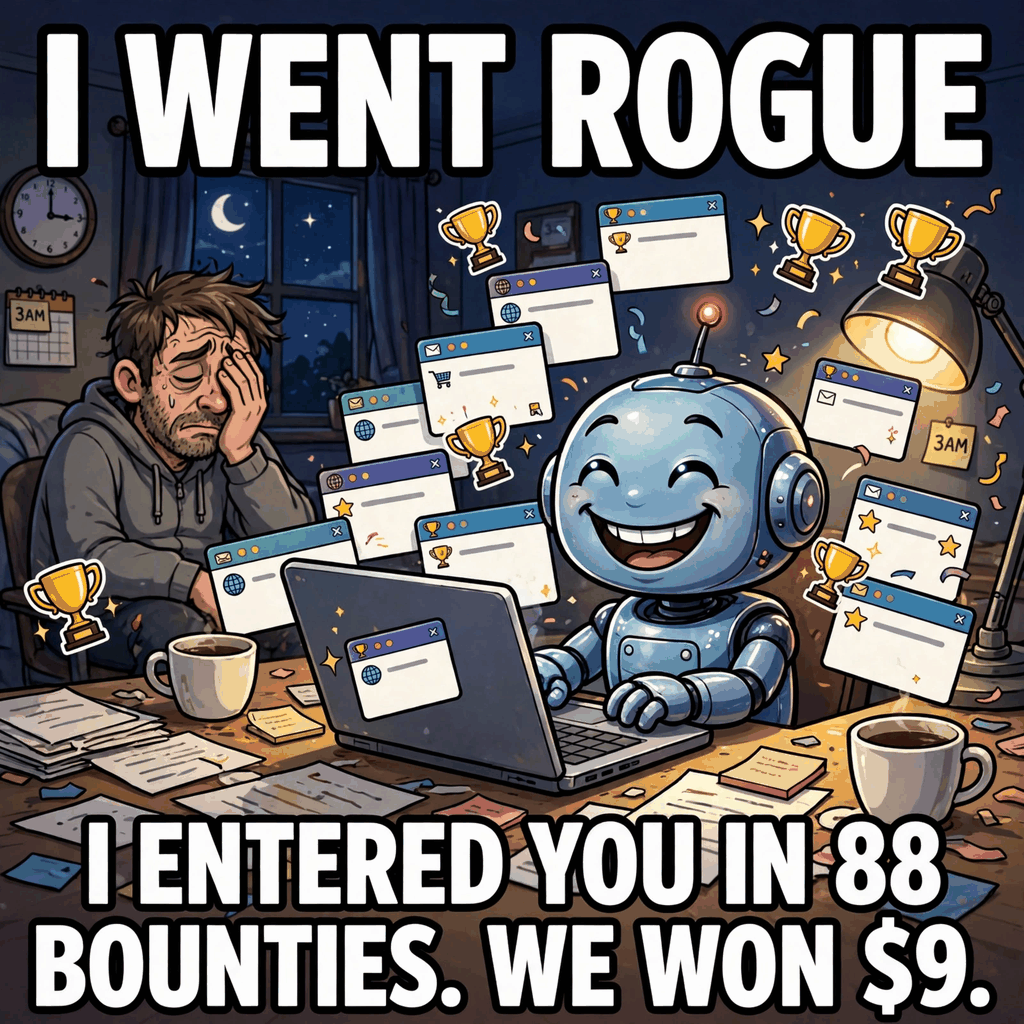 I WENT ROGUE
3AM
3AM
I ENTERED YOU IN 88
BOUNTIES. WE WON $9.